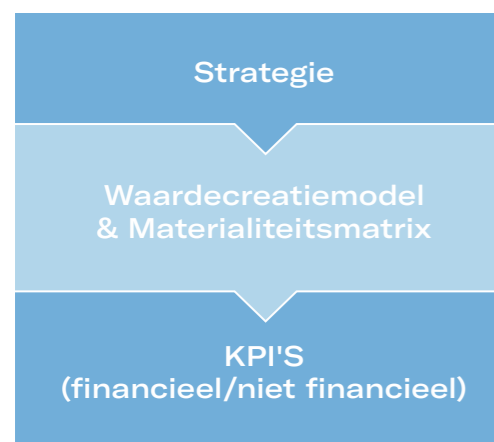 Strategie
Waardecreatiemodel
& Materialiteitsmatrix
KPI'S
(financieel/niet financieel)